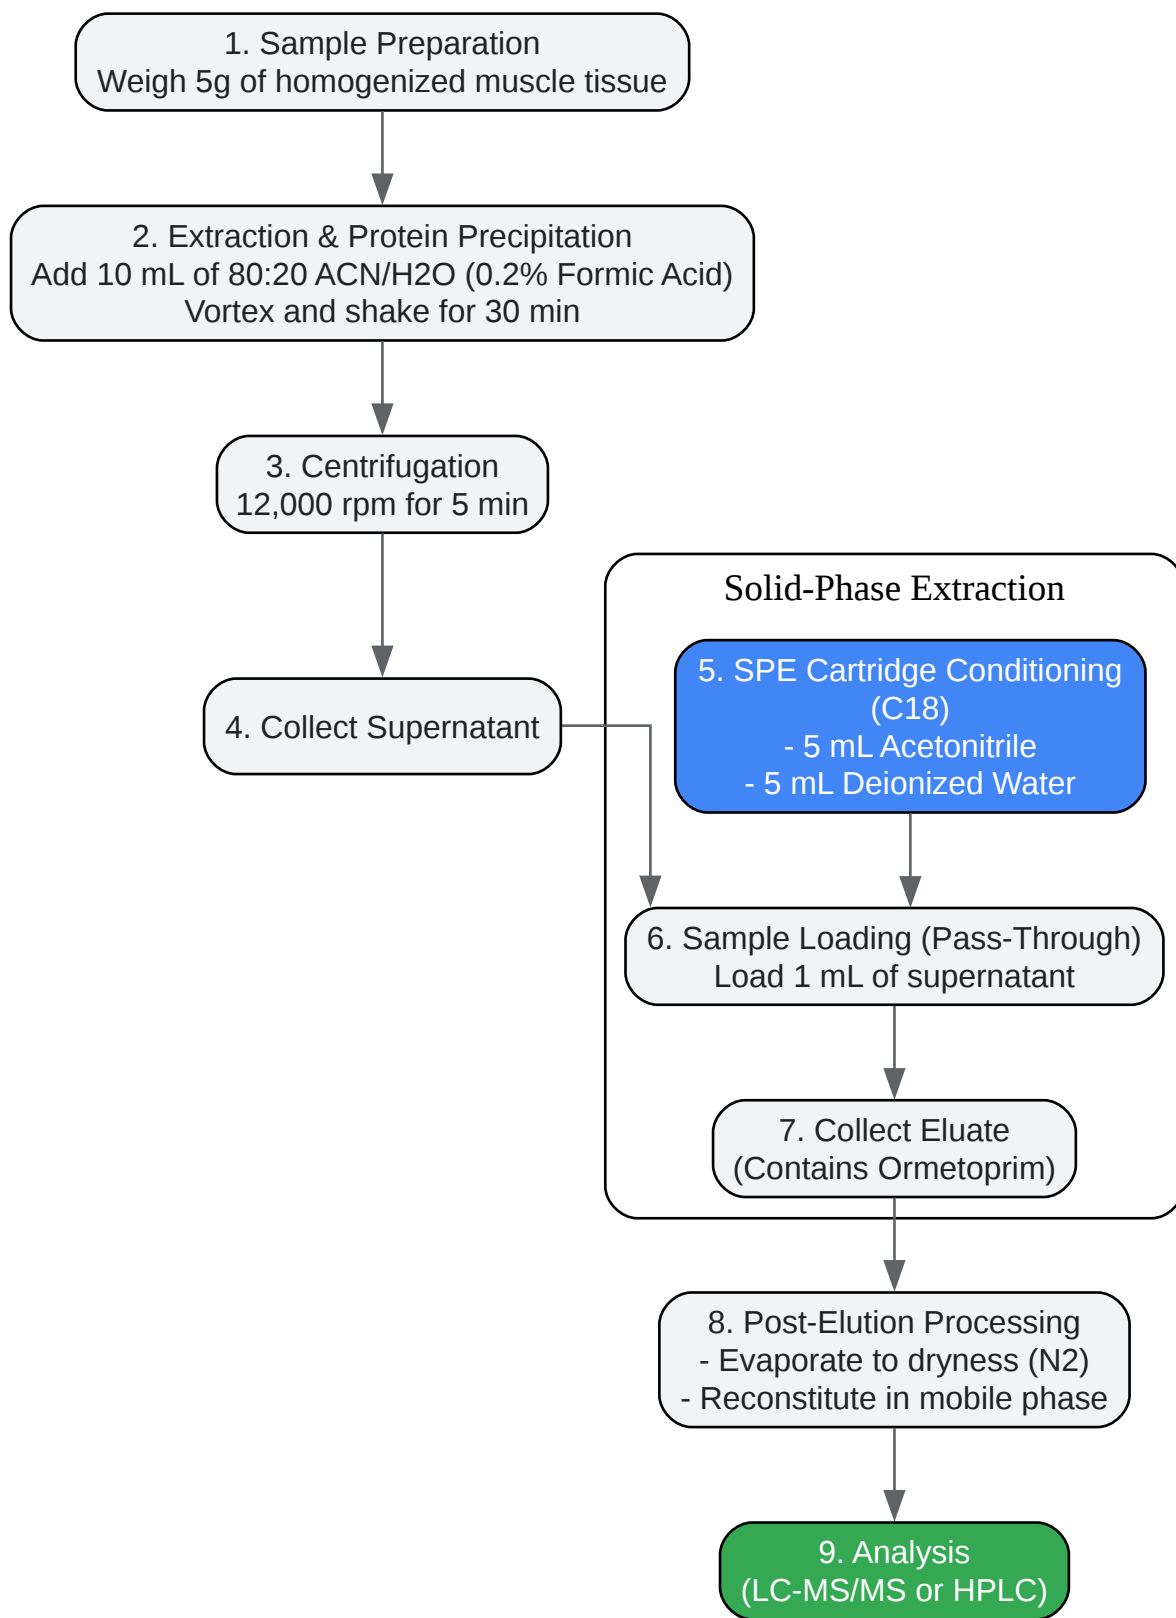 1. Sample Preparation
Weigh 5g of homogenized muscle tissue
2. Extraction & Protein Precipitation
Add 10 mL of 80:20 ACN/H2O (0.2% Formic Acid)
Vortex and shake for 30 min
3. Centrifugation
12,000 rpm for 5 min
4. Collect Supernatant
Solid-Phase Extraction
5. SPE Cartridge Conditioning
(C18)
- 5 mL Acetonitrile
- 5 mL Deionized Water
6. Sample Loading (Pass-Through)
Load 1 mL of supernatant
7. Collect Eluate
(Contains Ormetoprim)
8. Post-Elution Processing
- Evaporate to dryness (N2)
- Reconstitute in mobile phase
9. Analysis
(LC-MS/MS or HPLC)